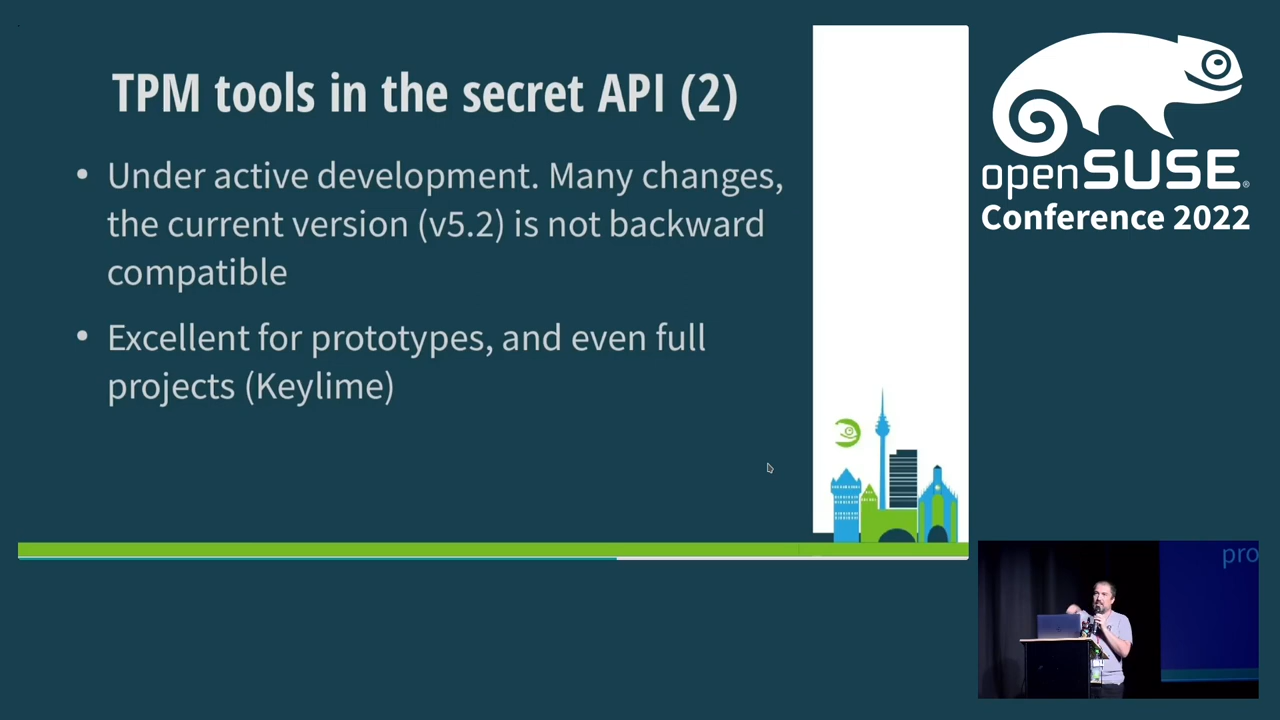 TPM tools in the secret API (2)
• Under active development. Many changes,
the current version (v5.2) is not backward
compatible
• Excellent for prototypes, and even full
projects (Keylime)
openSUSE®
Conference 2022
pro